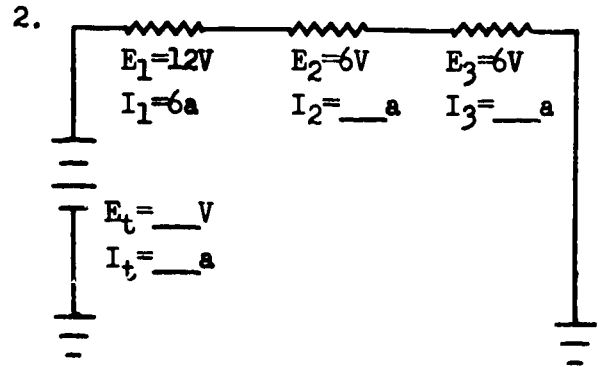 2.
E1=12V E2=6V E3=6V
I1=6a I2=___a I3=___a
Et=___V
It=___a